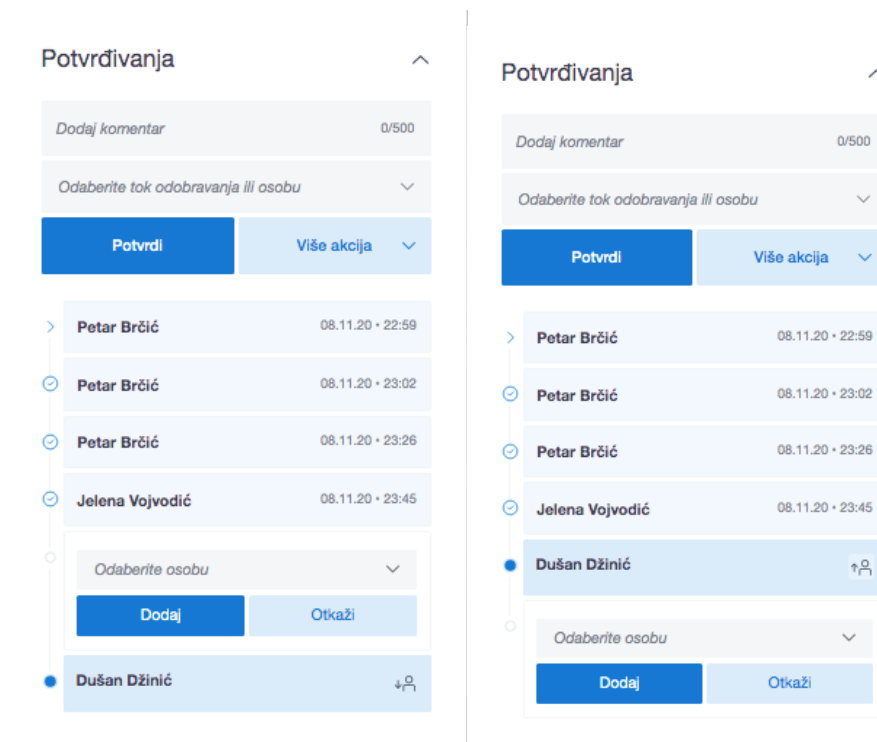 Potvrđivanja
Dodaj komentar 0/500
Odaberite tok odobravanja ili osobu
Potvrdi Više akcija
Petar Brčić 08.11.20 • 22:59
Petar Brčić 08.11.20 • 23:02
Petar Brčić 08.11.20 • 23:26
Jelena Vojvodić 08.11.20 • 23:45
Odaberite osobu
Dodaj Otkaži
Dušan Džinić
Potvrđivanja
Dodaj komentar 0/500
Odaberite tok odobravanja ili osobu
Potvrdi Više akcija
Petar Brčić 08.11.20 • 22:59
Petar Brčić 08.11.20 • 23:02
Petar Brčić 08.11.20 • 23:26
Jelena Vojvodić 08.11.20 • 23:45
Dušan Džinić
Odaberite osobu
Dodaj Otkaži